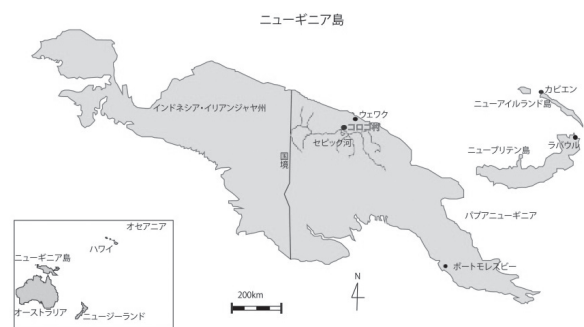 ニューギニア島
カビエン
ニューアイルランド島
インドネシア・イリアンジャヤ州
ウェワク
コロゴ村
セピック河
ラバウル
ニューブリテン島
国境
パプアニューギニア
オセアニア
ハワイ
ニューギニア島
オーストラリア
ニュージーランド
200km
N
ポートモレスビー